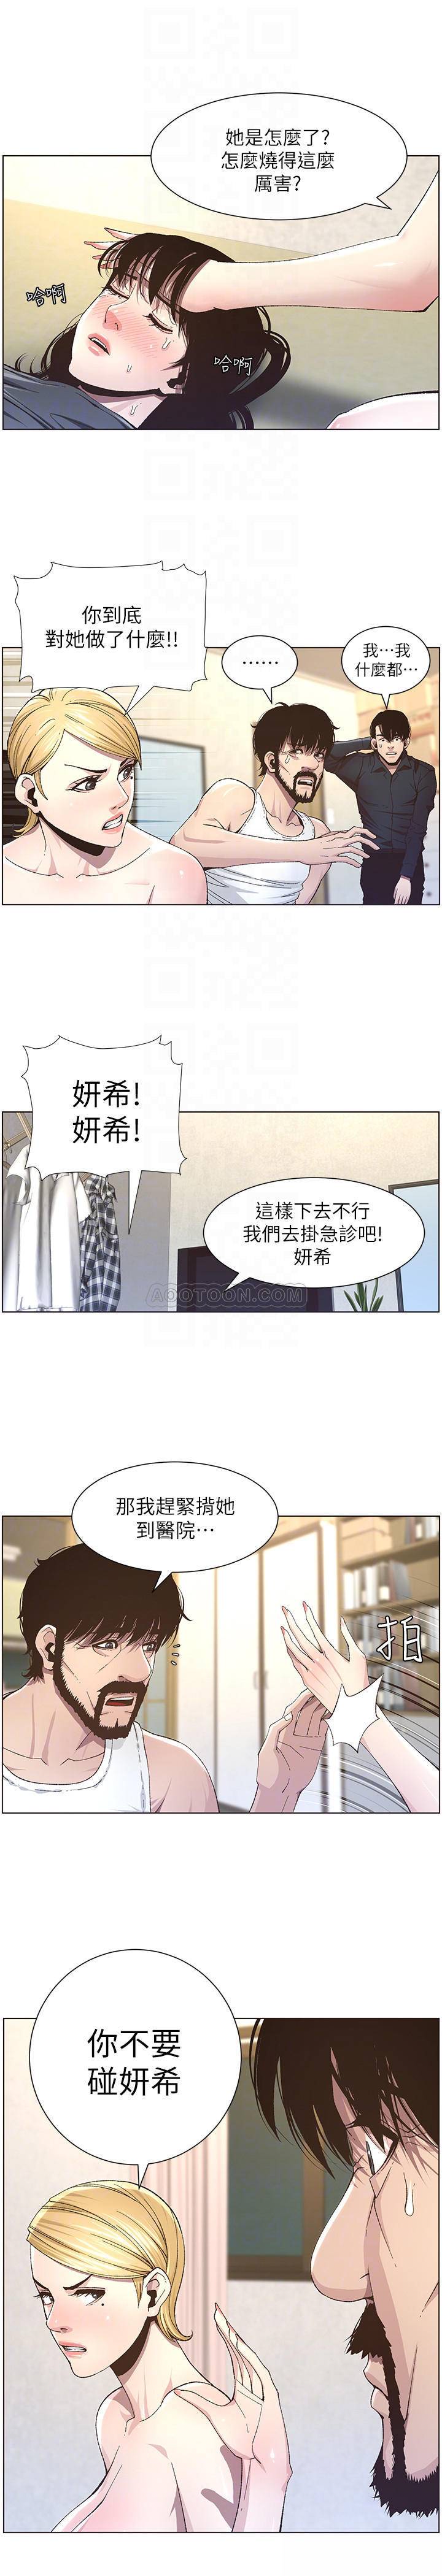 她是怎麼了?
怎麼燒得這麼
厲害?
哈啊
哈啊
你到底
對她做了什麼!!
……
我…我
什麼都…
妍希!
妍希!
這樣下去不行
我們去掛急診吧!
妍希
AOOTOON.COM
那我趕緊揹她
到醫院…
拍
你不要
碰妍希